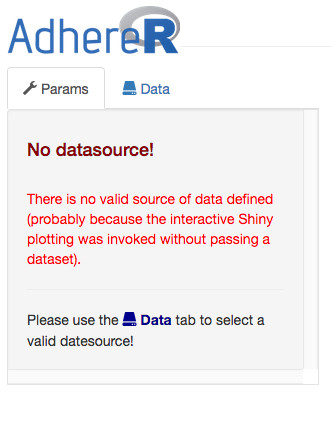 AdhereR
Params Data
No datasource!
There is no valid source of data defined
(probably because the interactive Shiny
plotting was invoked without passing a
dataset).
Please use the Data tab to select a
valid datesource!